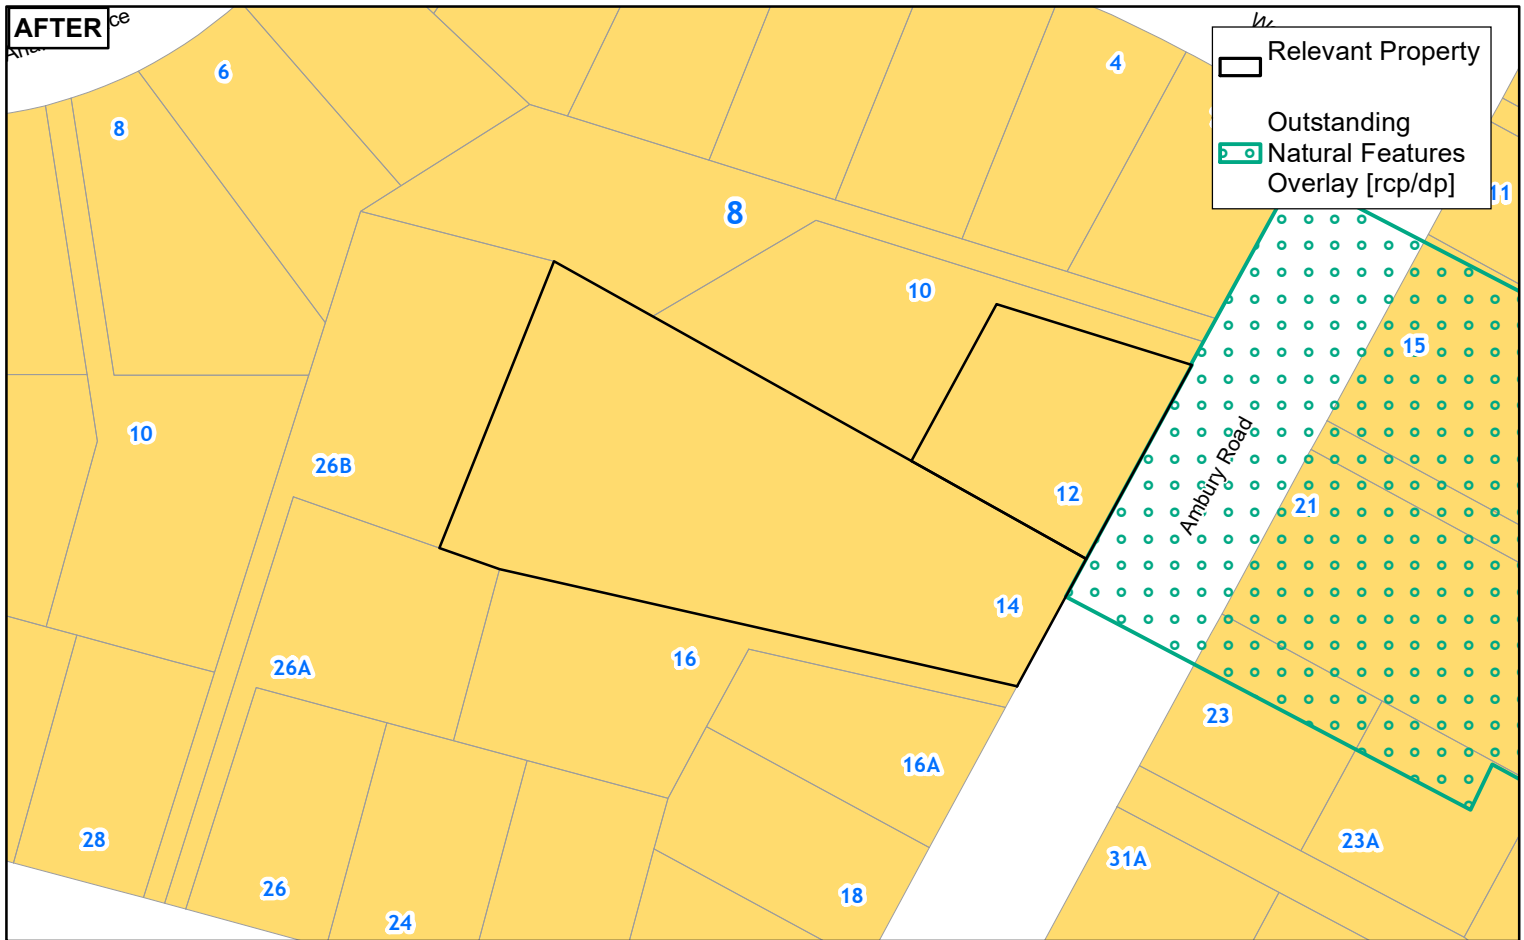 AFTER
Relevant Property
Outstanding
Natural Features
Overlay [rcp/dp]
6
4
8
11
8
10
15
10
26B
12
21
Ambury Road
14
16
26A
23
16A
28
23A
31A
26
18
24